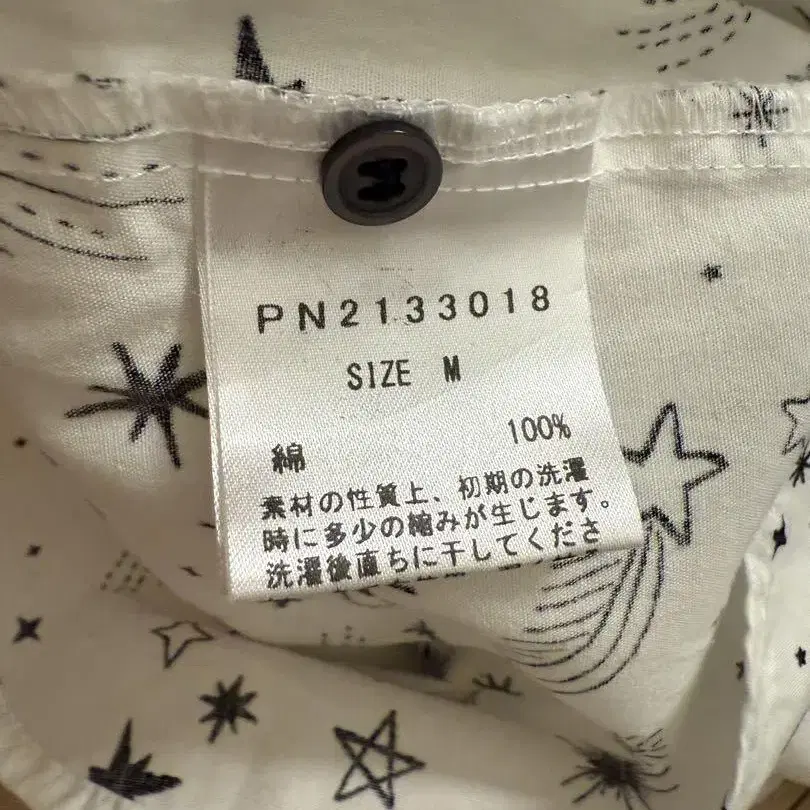 PN2133018
SIZE M
綿 100%
素材の性質上、初期の洗濯
時に多少の縮みが生じます。
洗濯後直ちに干してくださ